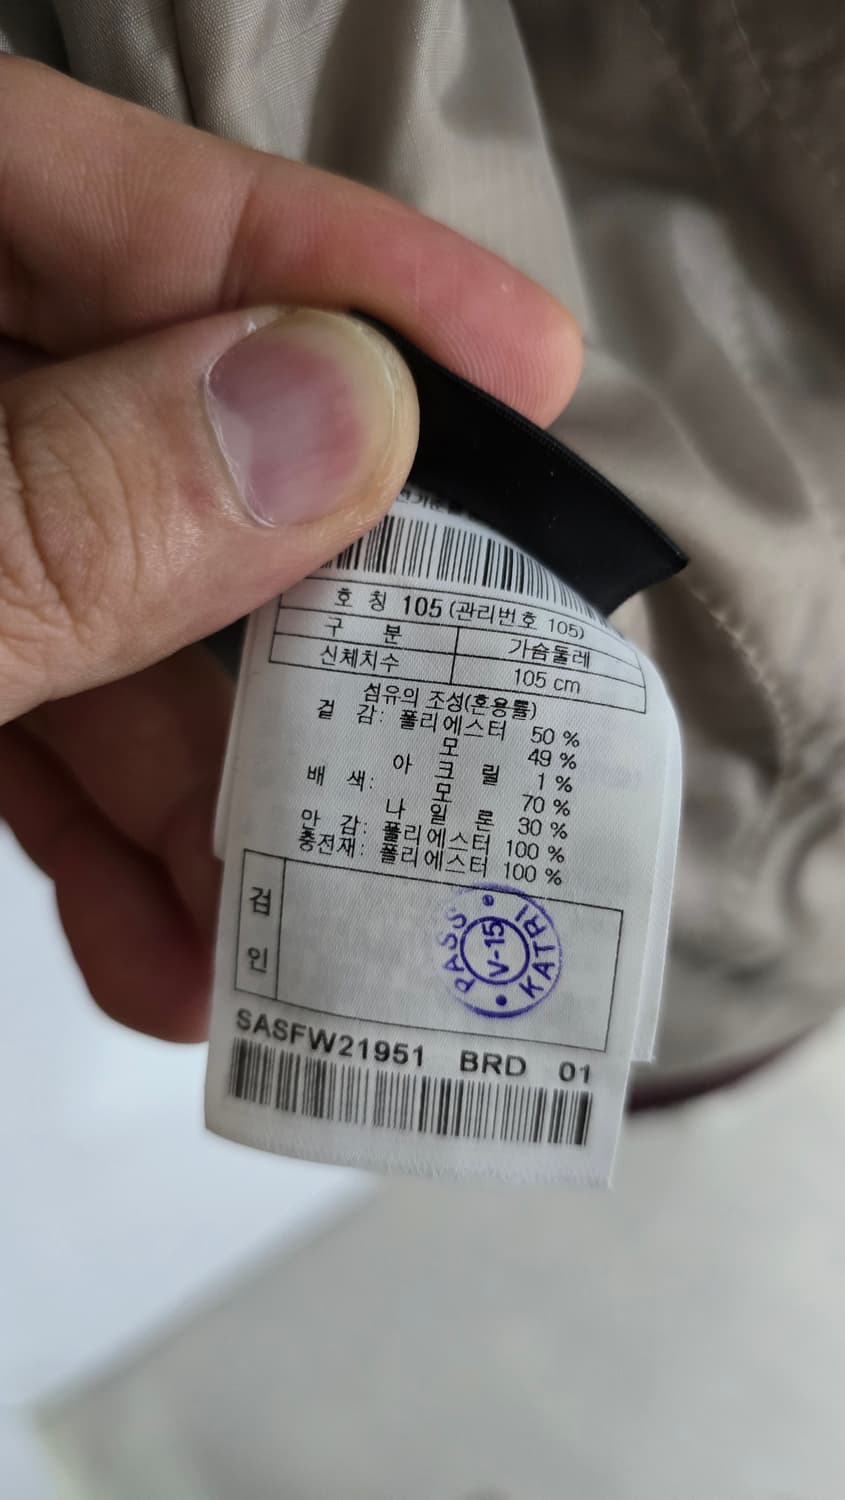 호 칭 105 (관리번호 105)
구 분 가슴둘레
신체치수 105 cm
섬유의 조성(혼용률)
겉 감: 폴리에스터 50 %
모 49 %
아 크 릴 1 %
배 색: 모 70 %
나 일 론 30 %
안 감: 폴리에스터 100 %
충전재: 폴리에스터 100 %
검 인
PASS KATRI
V-15
SASFW21951 BRD 01